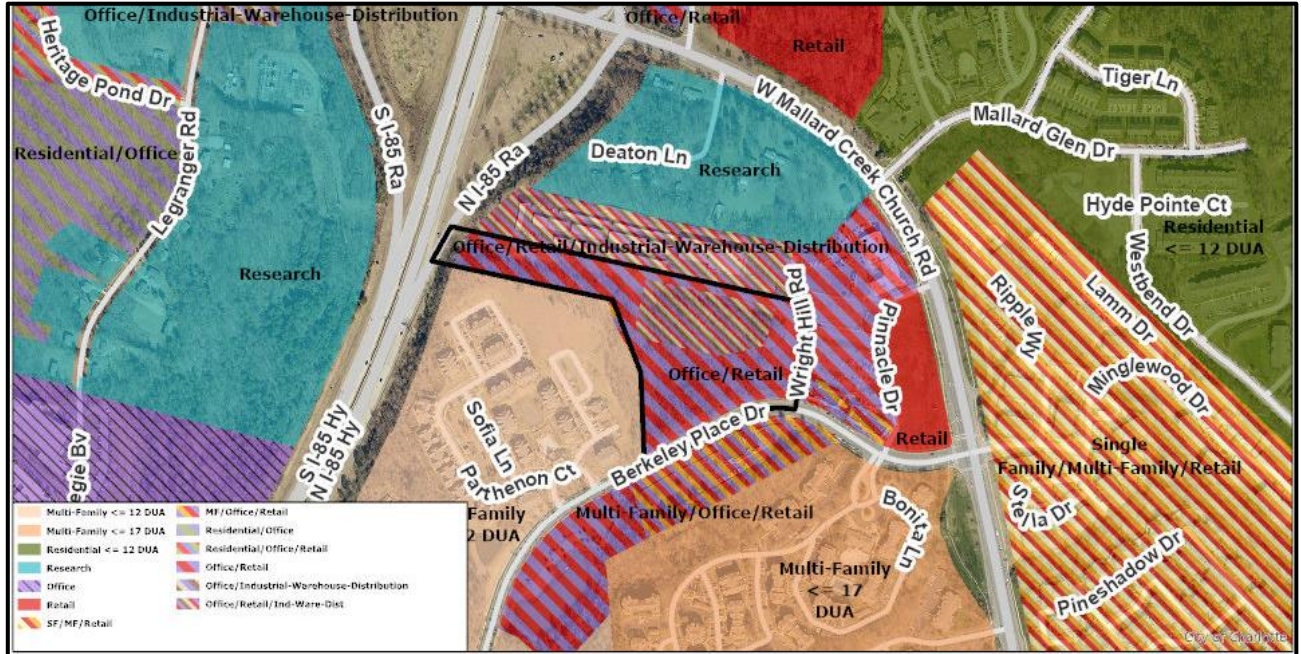 Office/Industrial-Warehouse-Distribution
Office/Retail
Retail
Heritage Pond Dr
Legranger Rd
S I-85 Ra
N I-85 Ra
W Mallard Creek Church Rd
Tiger Ln
Mallard Glen Dr
Residential/Office
Deaton Ln
Research
Hyde Pointe Ct
Residential
<= 12 DUA
Westbend Dr
Research
Office/Retail/Industrial-Warehouse-Distribution
Wright Hill Rd
Pinnacle Dr
Ripple Wy
Lamm Dr
Minglewood Dr
Office/Retail
Sofia Ln
Parthenon Ct
Berkeley Place Dr
Retail
Single
Family/Multi-Family/Retail
S I-85 Hy
N I-85 Hy
egie Bv
Family
2 DUA
Multi-Family/Office/Retail
Bonita Ln
Stella Dr
Multi-Family
<= 17
DUA
Pineshadow Dr
Multi-Family <= 12 DUA
Multi-Family <= 17 DUA
Residential <= 12 DUA
Research
Office
Retail
SF/MF/Retail
MF/Office/Retail
Residential/Office
Residential/Office/Retail
Office/Retail
Office/Industrial-Warehouse-Distribution
Office/Retail/Ind-Ware-Dist
City of Charlotte